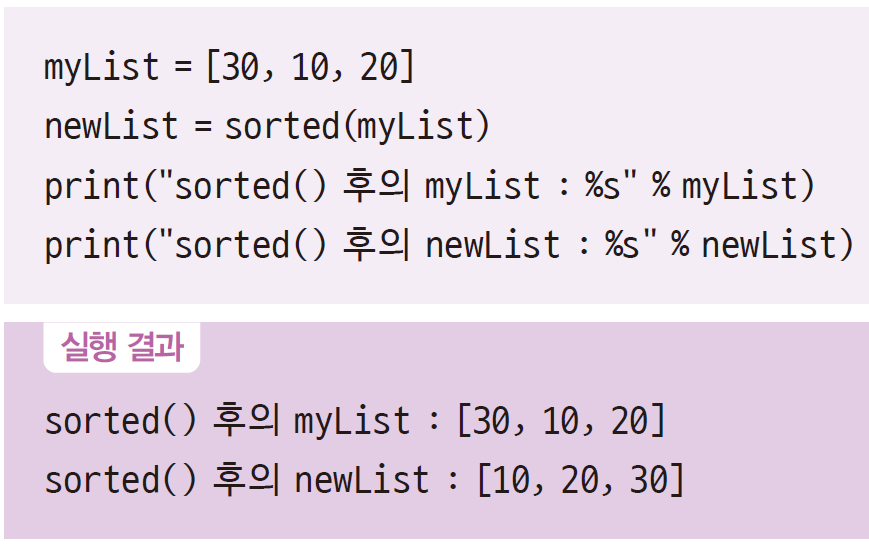 myList = [30, 10, 20]
newList = sorted(myList)
print("sorted() 후의 myList : %s" % myList)
print("sorted() 후의 newList : %s" % newList)
실행 결과
sorted() 후의 myList : [30, 10, 20]
sorted() 후의 newList : [10, 20, 30]